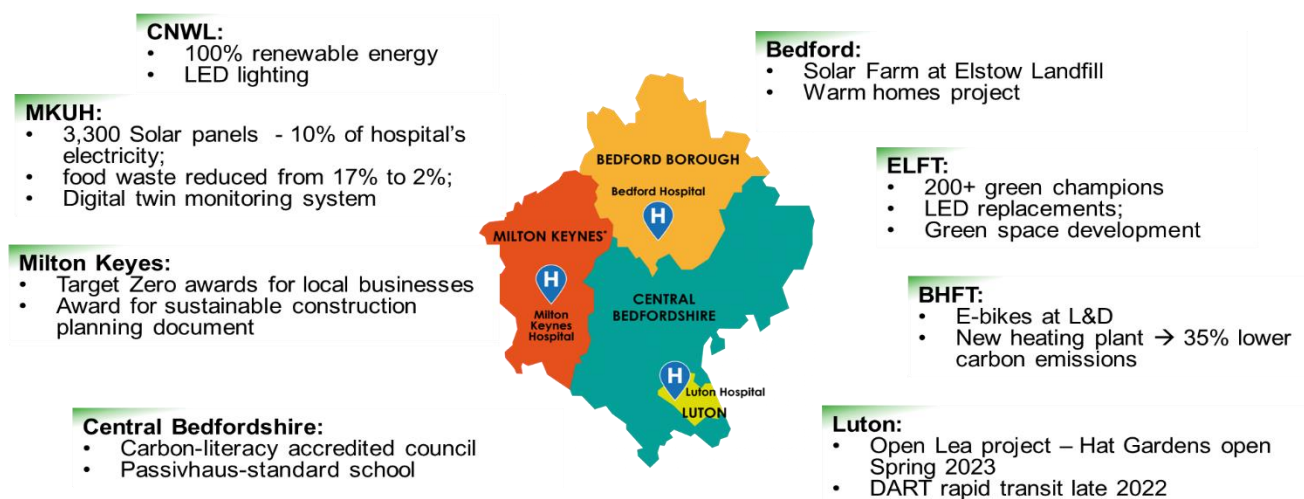 CNWL:
• 100% renewable energy
• LED lighting
MKUH:
• 3,300 Solar panels - 10% of hospital's
electricity;
• food waste reduced from 17% to 2%;
• Digital twin monitoring system
Milton Keyes:
• Target Zero awards for local businesses
• Award for sustainable construction
planning document
Central Bedfordshire:
• Carbon-literacy accredited council
• Passivhaus-standard school
BEDFORD BOROUGH
Bedford Hospital
H
MILTON KEYNES*
H
Milton
Keynes
Hospital
CENTRAL
BEDFORDSHIRE
H
Luton Hospital
LUTON
Bedford:
• Solar Farm at Elstow Landfill
• Warm homes project
ELFT:
• 200+ green champions
• LED replacements;
• Green space development
BHFT:
• E-bikes at L&D
• New heating plant → 35% lower
carbon emissions
Luton:
• Open Lea project – Hat Gardens open
Spring 2023
• DART rapid transit late 2022